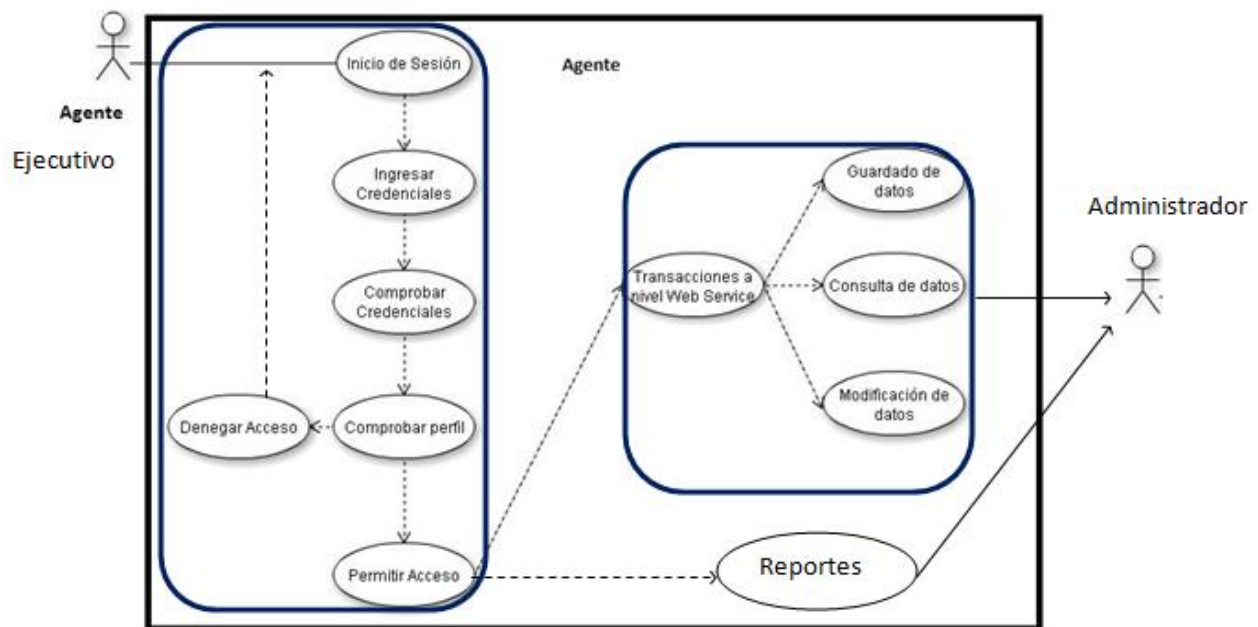 Agente
Ejecutivo
Inicio de Sesión
Ingresar
Credenciales
Comprobar
Credenciales
Denegar Acceso
Comprobar perfil
Permitir Acceso
Agente
Transacciones a
nivel Web Service
Guardado de
datos
Consulta de datos
Modificación de
datos
Reportes
Administrador